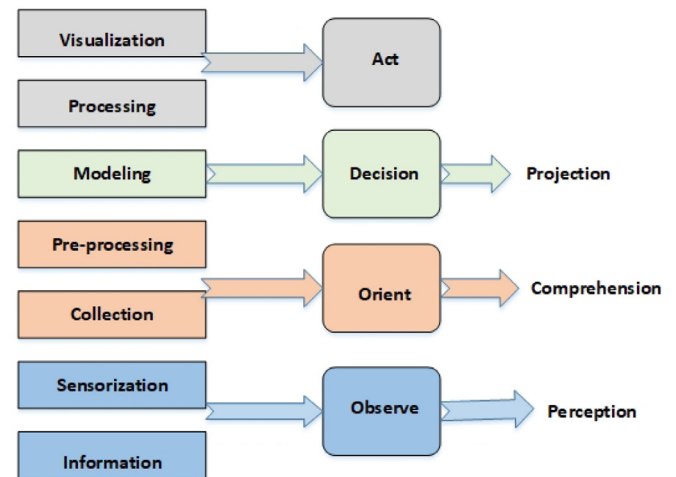 Visualization
Act
Processing
Modeling
Decision
Projection
Pre-processing
Orient
Comprehension
Collection
Sensorization
Observe
Perception
Information